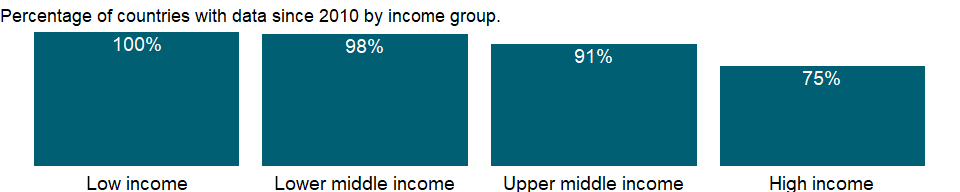 Percentage of countries with data since 2010 by income group.
100% 98% 91% 75%
Low income Lower middle income Upper middle income High income